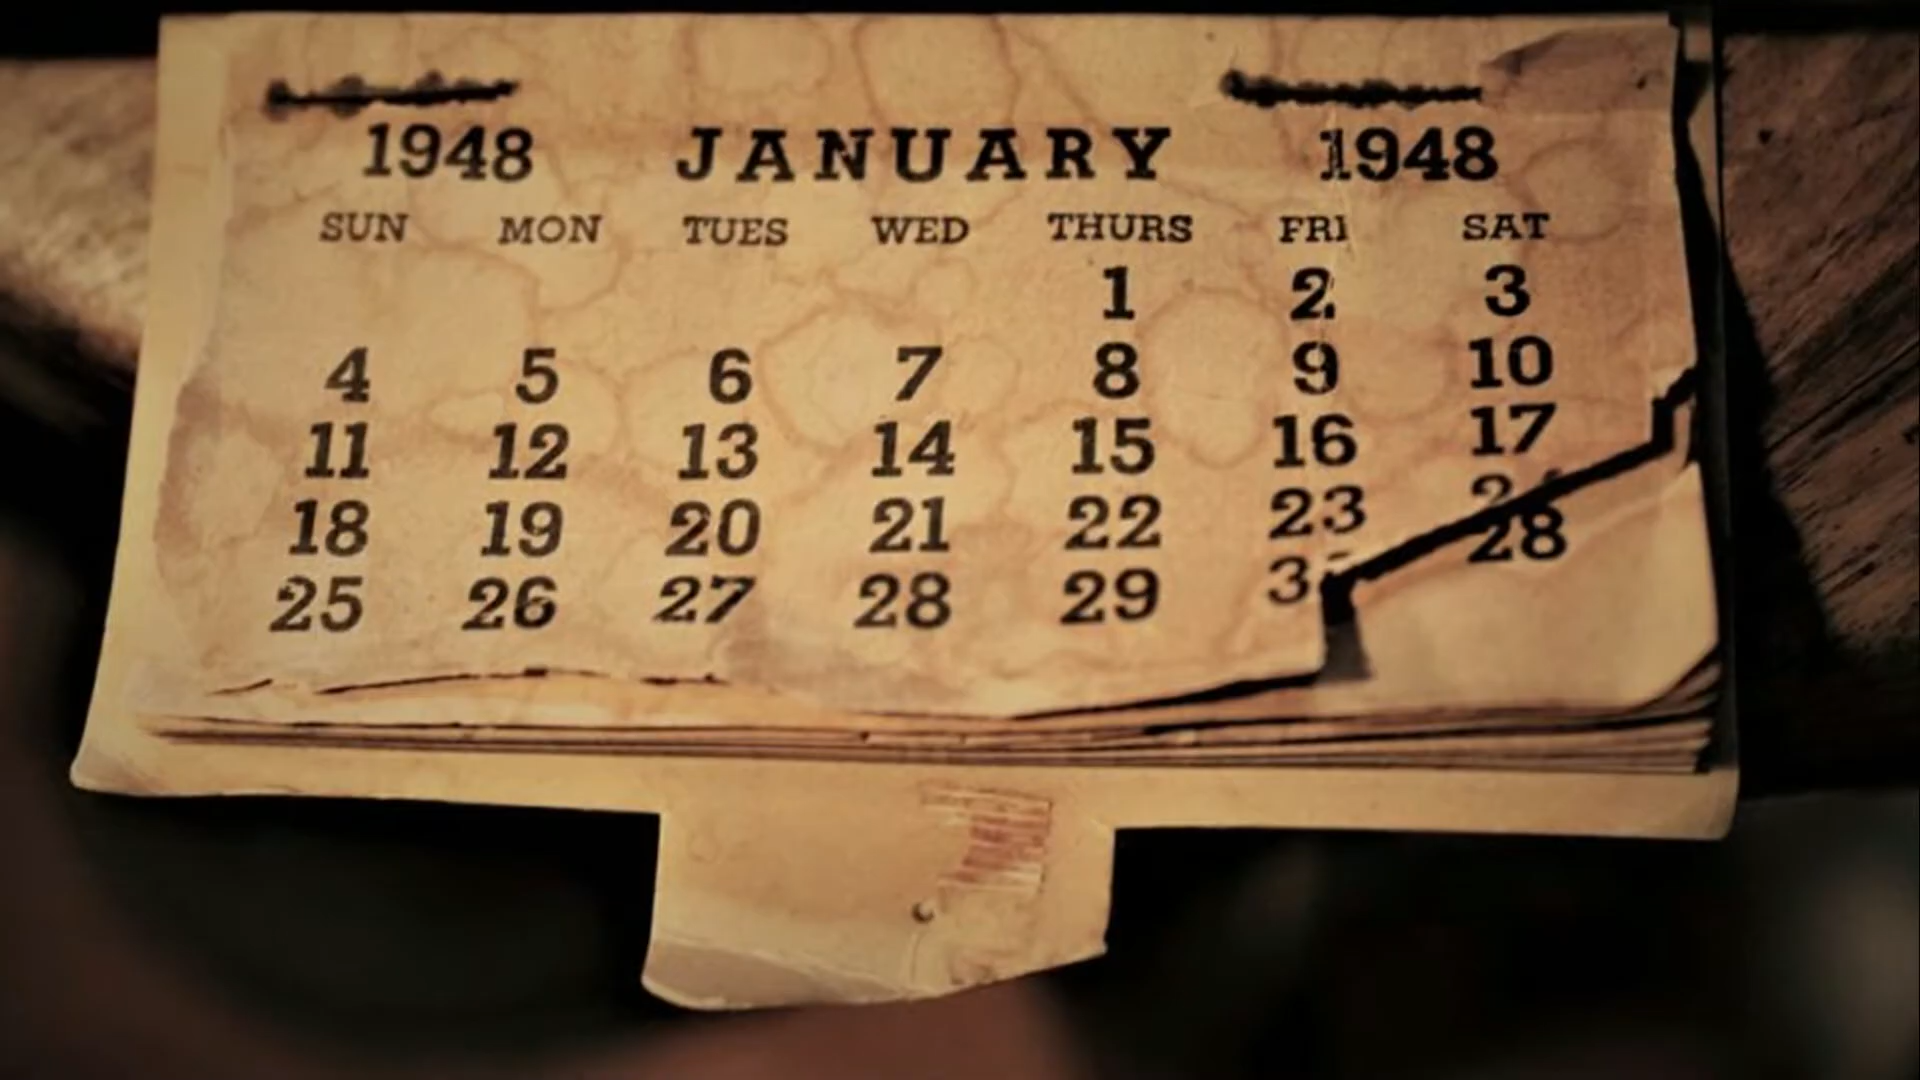 1948 JANUARY 1948
SUN MON TUES WED THURS FRI SAT
1 2 3
4 5 6 7 8 9 10
11 12 13 14 15 16 17
18 19 20 21 22 23
28
25 26 27 28 29